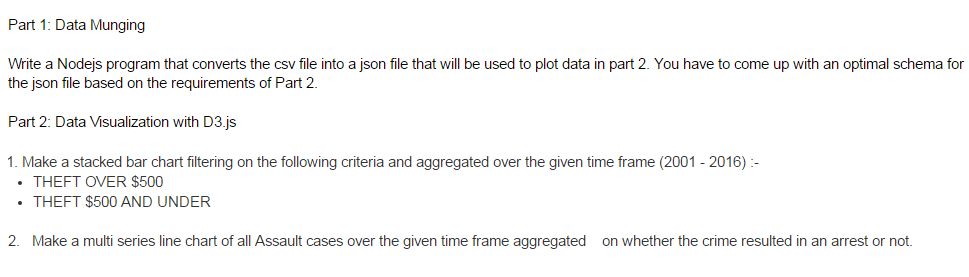 Part 1: Data Munging
Write a Nodejs program that converts the csv file into a json file that will be used to plot data in part 2. You have to come up with an optimal schema for
the json file based on the requirements of Part 2.
Part 2: Data Visualization with D3.js
1. Make a stacked bar chart filtering on the following criteria and aggregated over the given time frame (2001 - 2016) :-
• THEFT OVER $500
• THEFT $500 AND UNDER
2. Make a multi series line chart of all Assault cases over the given time frame aggregated on whether the crime resulted in an arrest or not.